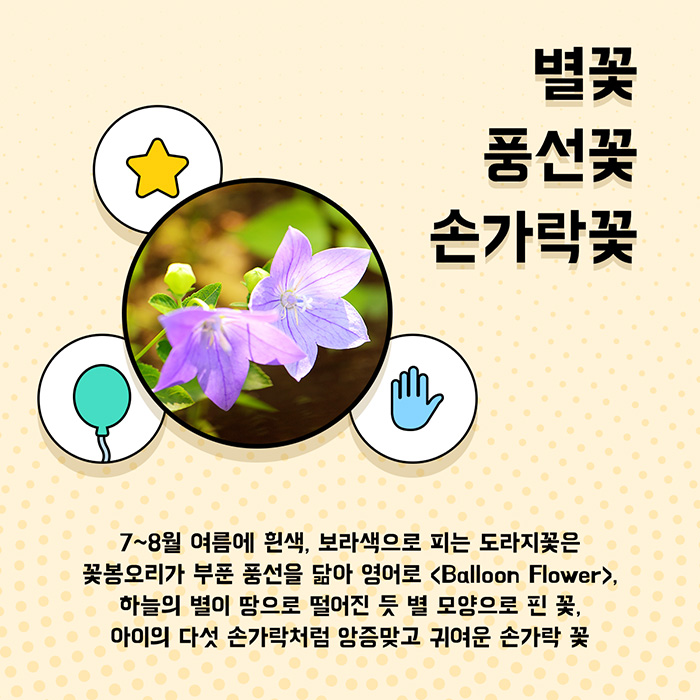 별꽃
풍선꽃
손가락꽃
7~8월 여름에 흰색, 보라색으로 피는 도라지꽃은
꽃봉오리가 부푼 풍선을 닮아 영어로 <Balloon Flower>,
하늘의 별이 땅으로 떨어진 듯 별 모양으로 핀 꽃,
아이의 다섯 손가락처럼 앙증맞고 귀여운 손가락 꽃